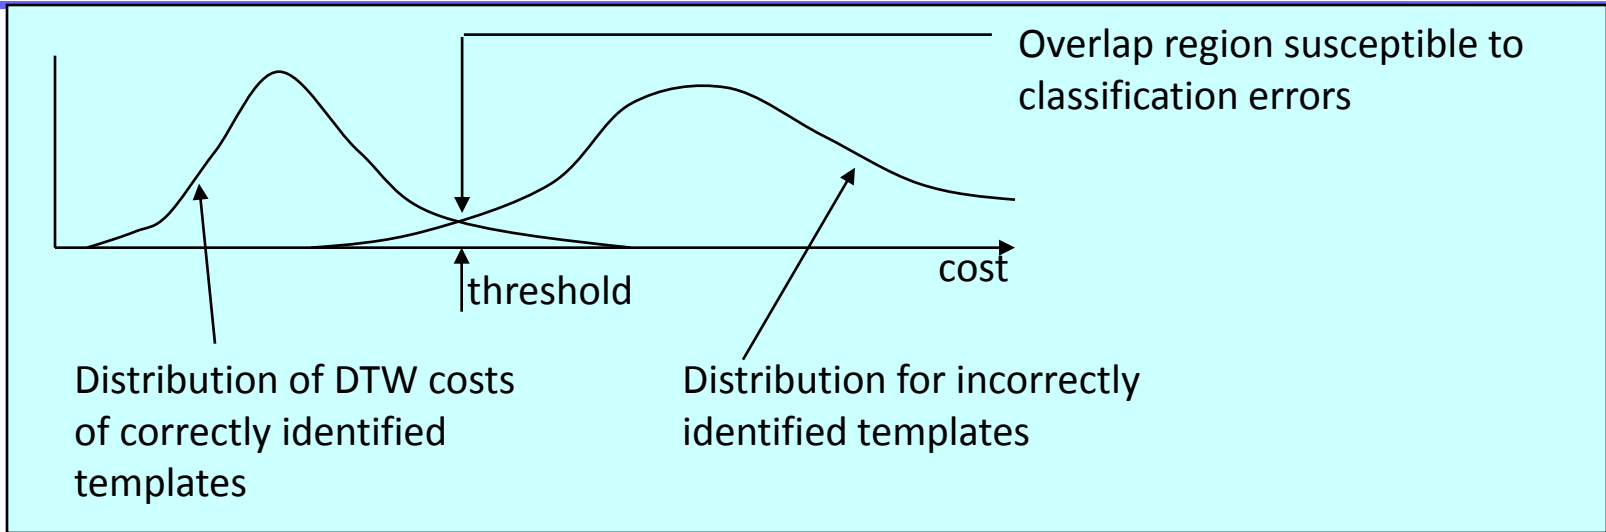 Overlap region susceptible to
classification errors
cost
threshold
Distribution of DTW costs
of correctly identified
templates
Distribution for incorrectly
identified templates